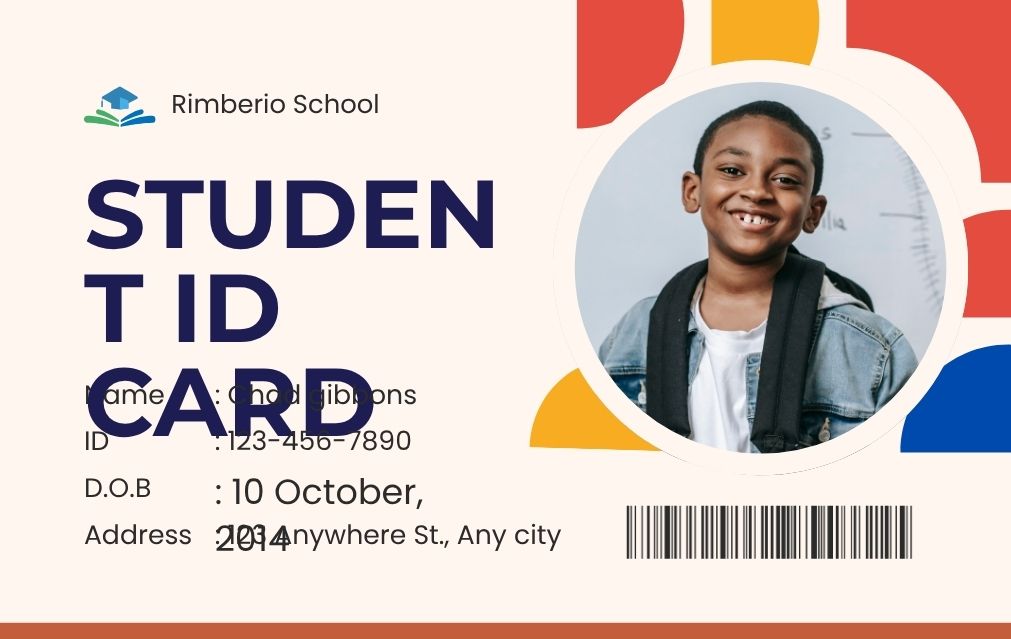 Rimberio School
STUDEN
T ID
CARD
Name : Chad gibbons
ID : 123-456-7890
D.O.B : 10 October,
2014
Address : 123 Anywhere St., Any city